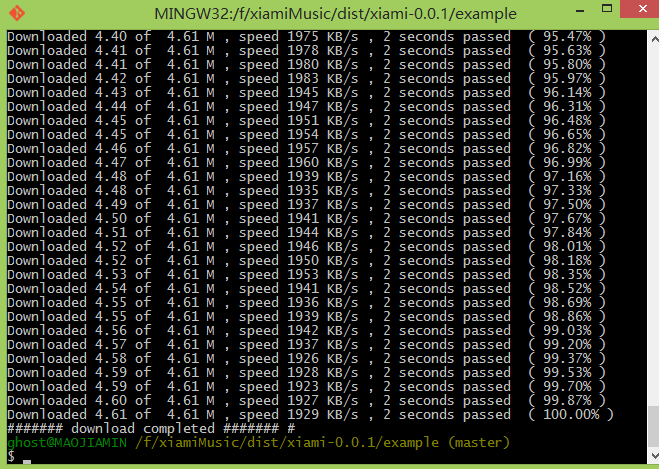 MINGW32:/f/xiamiMusic/dist/xiami-0.0.1/example
Downloaded 4.40 of  4.61 M , speed 1975 KB/s , 2 seconds passed  ( 95.47% )
Downloaded 4.41 of  4.61 M , speed 1978 KB/s , 2 seconds passed  ( 95.63% )
Downloaded 4.41 of  4.61 M , speed 1980 KB/s , 2 seconds passed  ( 95.80% )
Downloaded 4.42 of  4.61 M , speed 1983 KB/s , 2 seconds passed  ( 95.97% )
Downloaded 4.43 of  4.61 M , speed 1945 KB/s , 2 seconds passed  ( 96.14% )
Downloaded 4.44 of  4.61 M , speed 1947 KB/s , 2 seconds passed  ( 96.31% )
Downloaded 4.45 of  4.61 M , speed 1951 KB/s , 2 seconds passed  ( 96.48% )
Downloaded 4.45 of  4.61 M , speed 1954 KB/s , 2 seconds passed  ( 96.65% )
Downloaded 4.46 of  4.61 M , speed 1957 KB/s , 2 seconds passed  ( 96.82% )
Downloaded 4.47 of  4.61 M , speed 1960 KB/s , 2 seconds passed  ( 96.99% )
Downloaded 4.48 of  4.61 M , speed 1939 KB/s , 2 seconds passed  ( 97.16% )
Downloaded 4.48 of  4.61 M , speed 1935 KB/s , 2 seconds passed  ( 97.33% )
Downloaded 4.49 of  4.61 M , speed 1937 KB/s , 2 seconds passed  ( 97.50% )
Downloaded 4.50 of  4.61 M , speed 1941 KB/s , 2 seconds passed  ( 97.67% )
Downloaded 4.51 of  4.61 M , speed 1944 KB/s , 2 seconds passed  ( 97.84% )
Downloaded 4.52 of  4.61 M , speed 1946 KB/s , 2 seconds passed  ( 98.01% )
Downloaded 4.52 of  4.61 M , speed 1950 KB/s , 2 seconds passed  ( 98.18% )
Downloaded 4.53 of  4.61 M , speed 1953 KB/s , 2 seconds passed  ( 98.35% )
Downloaded 4.54 of  4.61 M , speed 1941 KB/s , 2 seconds passed  ( 98.52% )
Downloaded 4.55 of  4.61 M , speed 1936 KB/s , 2 seconds passed  ( 98.69% )
Downloaded 4.55 of  4.61 M , speed 1939 KB/s , 2 seconds passed  ( 98.86% )
Downloaded 4.56 of  4.61 M , speed 1942 KB/s , 2 seconds passed  ( 99.03% )
Downloaded 4.57 of  4.61 M , speed 1937 KB/s , 2 seconds passed  ( 99.20% )
Downloaded 4.58 of  4.61 M , speed 1926 KB/s , 2 seconds passed  ( 99.37% )
Downloaded 4.59 of  4.61 M , speed 1928 KB/s , 2 seconds passed  ( 99.53% )
Downloaded 4.59 of  4.61 M , speed 1923 KB/s , 2 seconds passed  ( 99.70% )
Downloaded 4.60 of  4.61 M , speed 1927 KB/s , 2 seconds passed  ( 99.87% )
Downloaded 4.61 of  4.61 M , speed 1929 KB/s , 2 seconds passed  ( 100.00% )
####### download completed ####### #
ghost@MAOJIAMIN /f/xiamiMusic/dist/xiami-0.0.1/example (master)
$